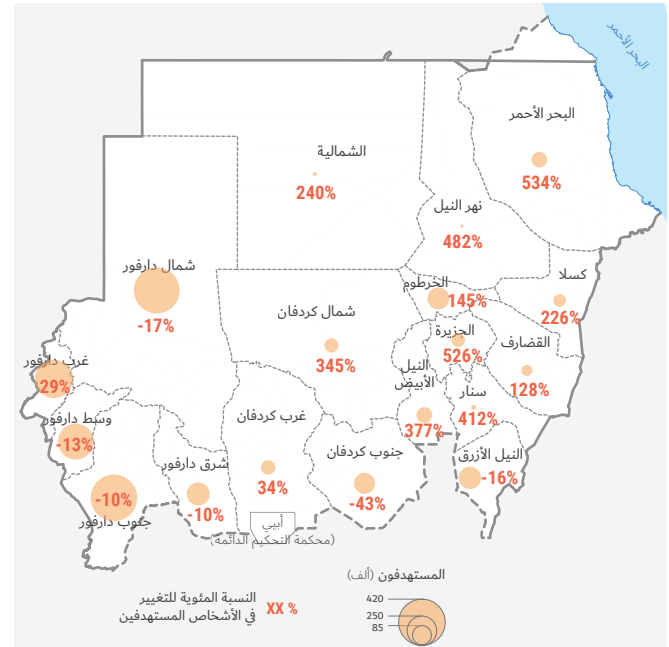 البحر الأحمر
البحر الأحمر
534%
الشمالية
240%
نهر النيل
482%
شمال دارفور
-17%
كسلا
226%
الخرطوم
145%
شمال كردفان
345%
الجزيرة
526%
القضارف
128%
غرب دارفور
29%
النيل
الأبيض
377%
سنار
412%
وسط دارفور
-13%
غرب كردفان
34%
جنوب كردفان
-43%
النيل الأزرق
-16%
شرق دارفور
-10%
-10%
جنوب دارفور
أبيي
(محكمة التحكيم الدائمة)
المستهدفون (ألف)
420
250
85
XX %
النسبة المئوية للتغيير
في الأشخاص المستهدفين